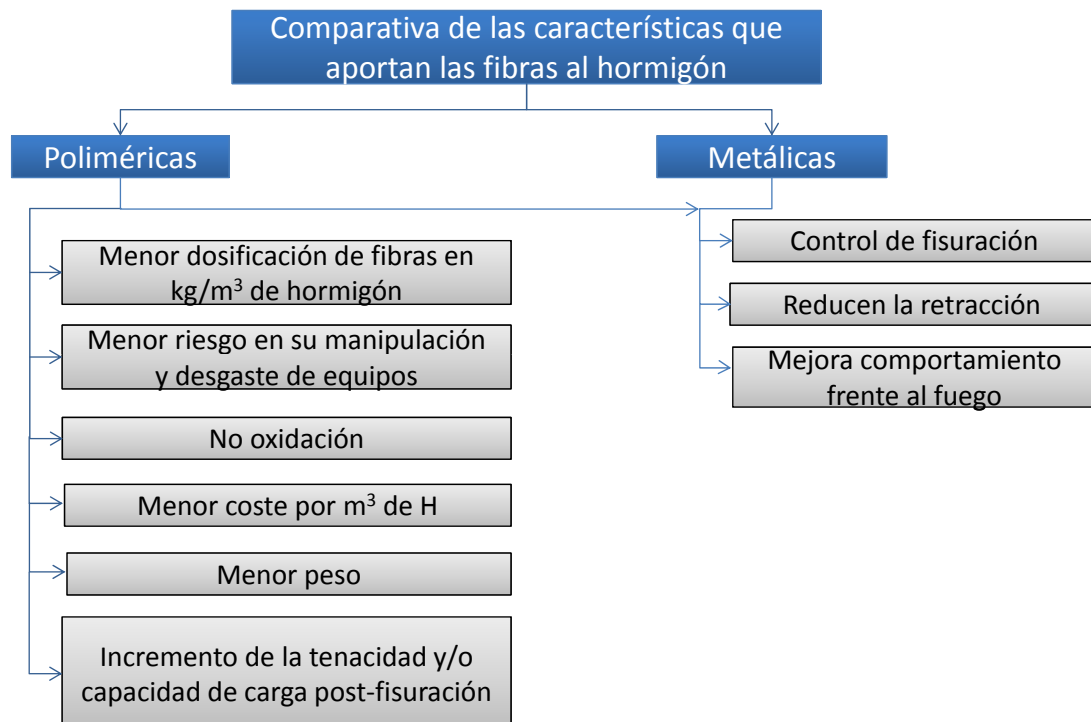 Comparativa de las características que
aportan las fibras al hormigón
Poliméricas
Metálicas
Menor dosificación de fibras en
kg/m³ de hormigón
Menor riesgo en su manipulación
y desgaste de equipos
No oxidación
Menor coste por m³ de H
Menor peso
Incremento de la tenacidad y/o
capacidad de carga post-fisuración
Control de fisuración
Reducen la retracción
Mejora comportamiento
frente al fuego